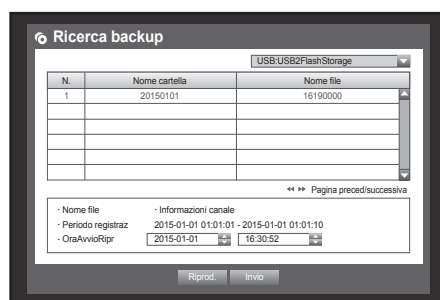 Ricerca backup
USB:USB2FlashStorage
N. Nome cartella Nome file
1 20150101 16190000
Pagina preced/successiva
· Nome file · Informazioni canale
· Periodo registraz 2015-01-01 01:01:01 - 2015-01-01 01:01:10
· OraAvvioRipr 2015-01-01 16:30:52
Riprod. Invio